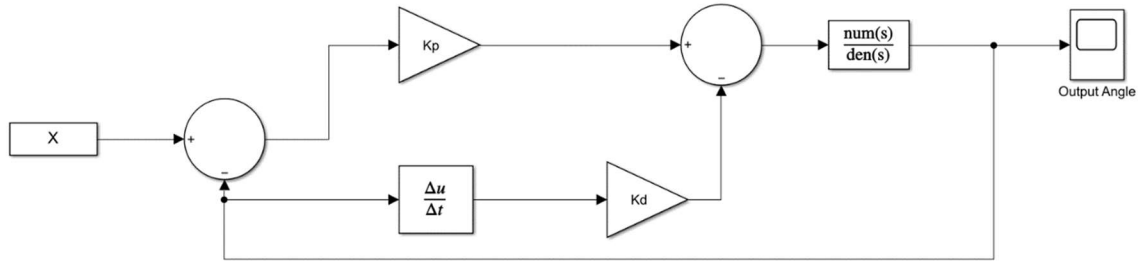 Kp
+
−
num(s)
den(s)
Output Angle
X
+
−
Δu
Δt
Kd